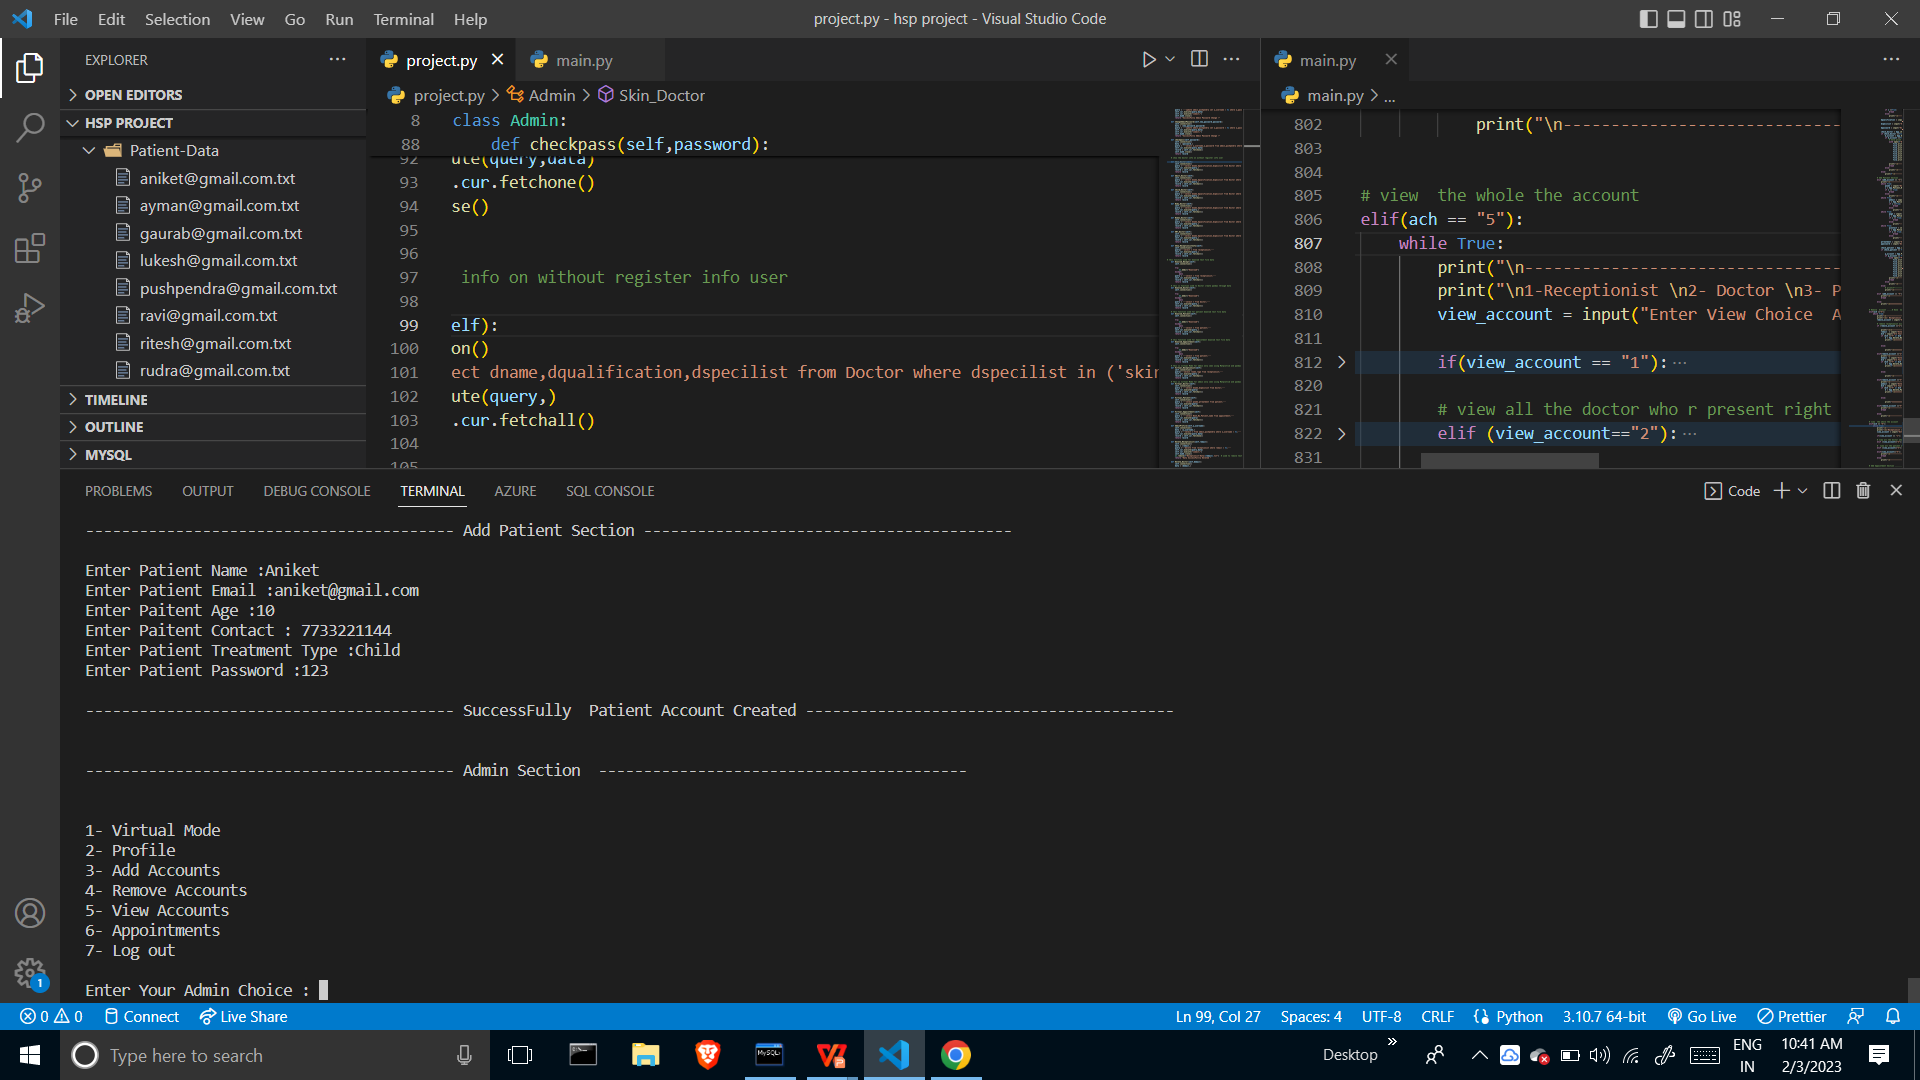 File Edit Selection View Go Run Terminal Help
project.py - hsp project - Visual Studio Code
EXPLORER
OPEN EDITORS
HSP PROJECT
Patient-Data
aniket@gmail.com.txt
ayman@gmail.com.txt
gaurab@gmail.com.txt
lukesh@gmail.com.txt
pushpendra@gmail.com.txt
ravi@gmail.com.txt
ritesh@gmail.com.txt
rudra@gmail.com.txt
TIMELINE
OUTLINE
MYSQL
project.py main.py
project.py > Admin > Skin_Doctor
8 class Admin:
88 def checkpass(self,password):
92 ute(query,data)
93 .cur.fetchone()
94 se()
95
96
97 info on without register info user
98
99 elf):
100 on()
101 ect dname,dqualification,dspecilist from Doctor where dspecilist in ('skin
102 ute(query,)
103 .cur.fetchall()
104
105
main.py
main.py > ...
802 print("\n-----------------------------------
803
804
805 # view  the whole the account
806 elif(ach == "5"):
807 while True:
808 print("\n-----------------------------------
809 print("\n1-Receptionist \n2- Doctor \n3- P
810 view_account = input("Enter View Choice  A
811
812 if(view_account == "1"):···
820
821 # view all the doctor who r present right
822 elif (view_account=="2"):···
831
PROBLEMS OUTPUT DEBUG CONSOLE TERMINAL AZURE SQL CONSOLE
Code
----------------------------------------- Add Patient Section -----------------------------------------
Enter Patient Name :Aniket
Enter Patient Email :aniket@gmail.com
Enter Paitent Age :10
Enter Paitent Contact : 7733221144
Enter Patient Treatment Type :Child
Enter Patient Password :123
----------------------------------------- SuccessFully  Patient Account Created -----------------------------------------
----------------------------------------- Admin Section  -----------------------------------------
1- Virtual Mode
2- Profile
3- Add Accounts
4- Remove Accounts
5- View Accounts
6- Appointments
7- Log out
Enter Your Admin Choice :
1
0 0 Connect Live Share
Ln 99, Col 27 Spaces: 4 UTF-8 CRLF Python 3.10.7 64-bit Go Live Prettier
Type here to search
MySQL
Desktop
ENG
IN
10:41 AM
2/3/2023